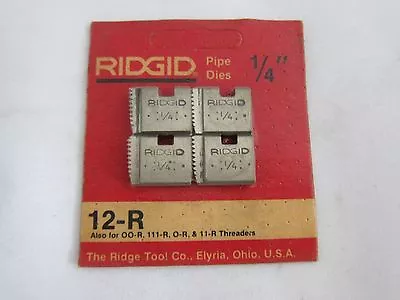 RIDGID Pipe Dies 1/4"
RIDGID RIDGID
1/4 1/4
RIDGID RIDGID
1/4 1/4
12-R
Also for OO-R, 111-R, O-R, & 11-R Threaders
The Ridge Tool Co., Elyria, Ohio, U.S.A.